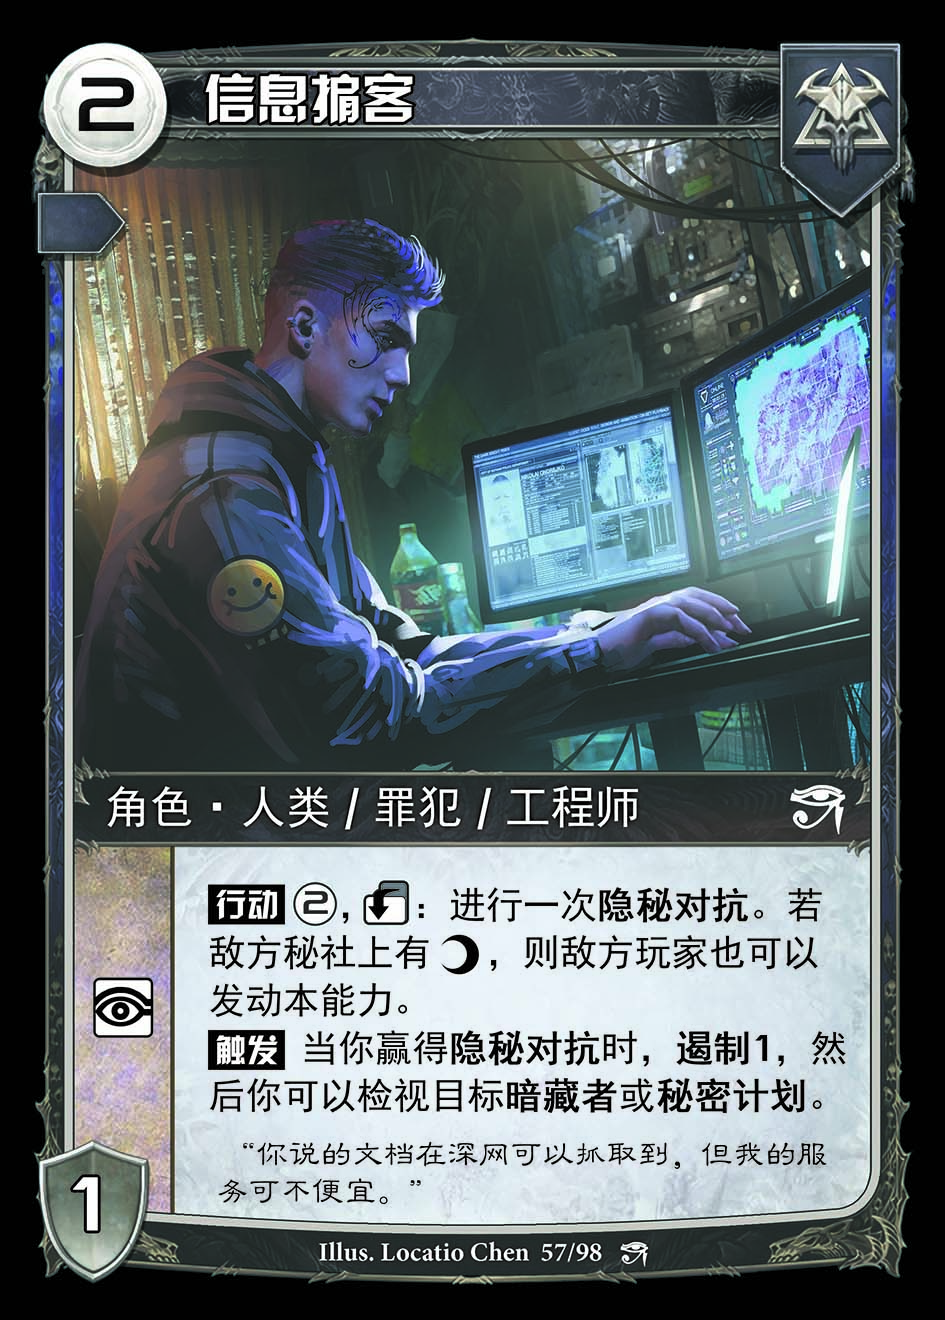 2
信息掮客
角色·人类 / 罪犯 / 工程师
行动 2, : 进行一次隐秘对抗。若
敌方秘社上有 , 则敌方玩家也可以
发动本能力。
触发 当你赢得隐秘对抗时，遏制1，然
后你可以检视目标暗藏者或秘密计划。
“你说的文档在深网可以抓取到，但我的服
务可不便宜。”
1
Illus. Locatio Chen 57/98